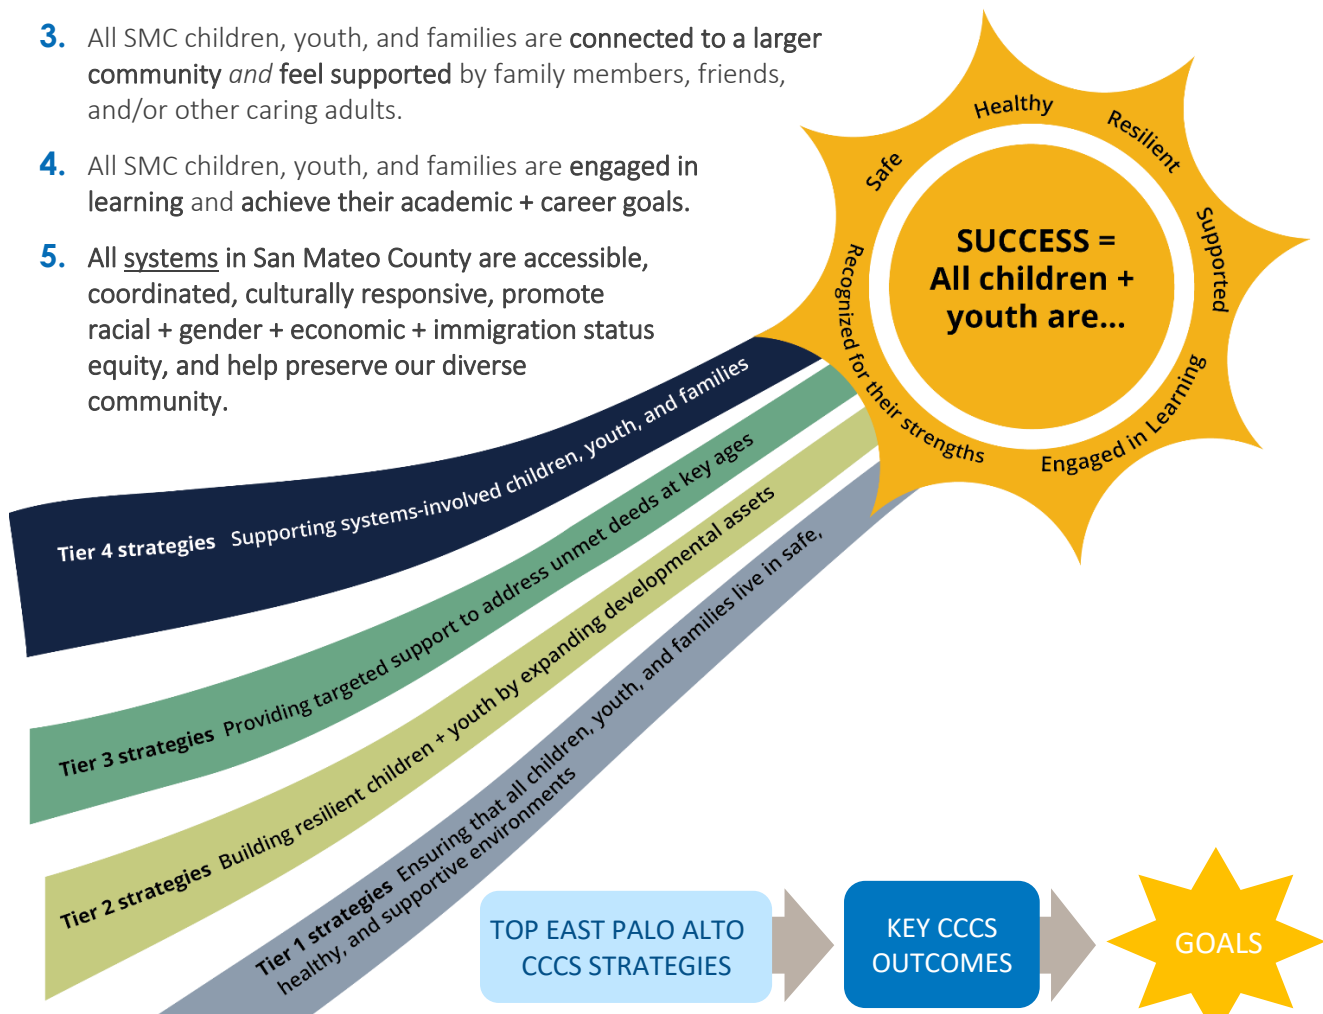 3. All SMC children, youth, and families are connected to a larger
community and feel supported by family members, friends,
and/or other caring adults.
4. All SMC children, youth, and families are engaged in
learning and achieve their academic + career goals.
5. All systems in San Mateo County are accessible,
coordinated, culturally responsive, promote
racial + gender + economic + immigration status
equity, and help preserve our diverse
community.
Healthy
Resilient
Safe
Supported
Recognized for their strengths
Engaged in Learning
SUCCESS =
All children +
youth are...
Tier 4 strategies Supporting systems-involved children, youth, and families
Tier 3 strategies Providing targeted support to address unmet deeds at key ages
Tier 2 strategies Building resilient children + youth by expanding developmental assets
Tier 1 strategies Ensuring that all children, youth, and families live in safe,
healthy, and supportive environments
TOP EAST PALO ALTO
CCCS STRATEGIES
KEY CCCS
OUTCOMES
GOALS